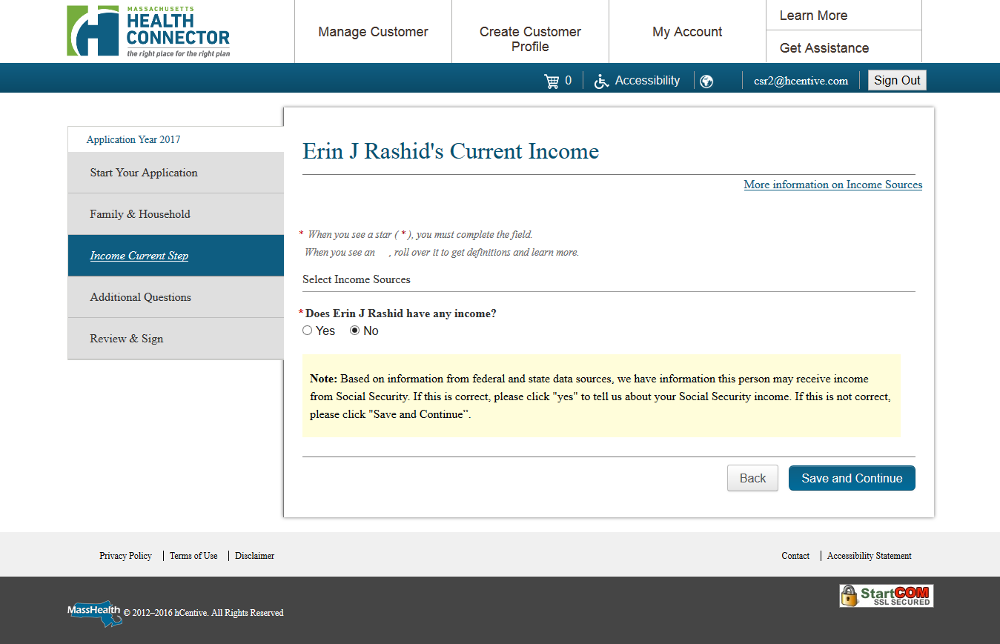 MASSACHUSETTS
HEALTH
CONNECTOR
the right place for the right plan
Manage Customer
Create Customer
Profile
My Account
Learn More
Get Assistance
0
Accessibility
csr2@hcentive.com
Sign Out
Application Year 2017
Start Your Application
Family & Household
Income Current Step
Additional Questions
Review & Sign
Erin J Rashid's Current Income
More information on Income Sources
* When you see a star ( * ), you must complete the field.
When you see an , roll over it to get definitions and learn more.
Select Income Sources
*Does Erin J Rashid have any income?
Yes No
Note: Based on information from federal and state data sources, we have information this person may receive income
from Social Security. If this is correct, please click "yes" to tell us about your Social Security income. If this is not correct,
please click "Save and Continue”.
Back
Save and Continue
Privacy Policy | Terms of Use | Disclaimer
Contact | Accessibility Statement
MassHealth © 2012–2016 hCentive. All Rights Reserved
StartCOM
SSL SECURED